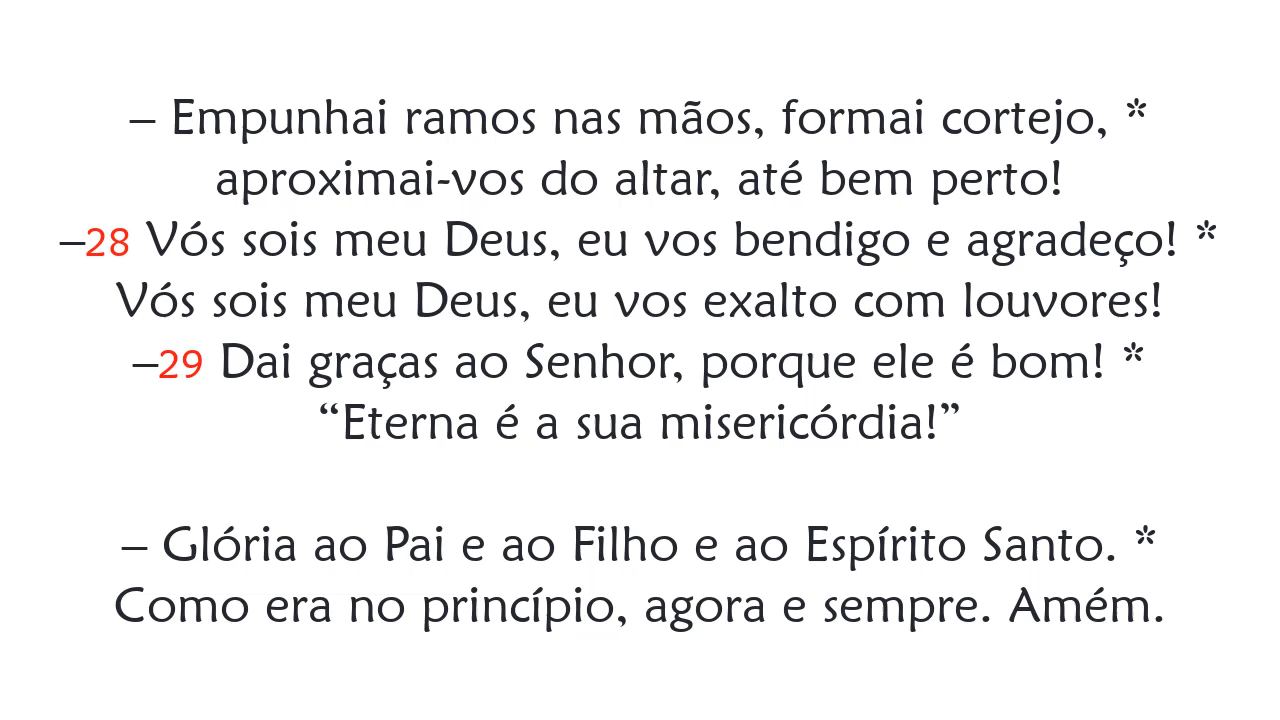 – Empunhai ramos nas mãos, formai cortejo, *
aproximai-vos do altar, até bem perto!
–28 Vós sois meu Deus, eu vos bendigo e agradeço! *
Vós sois meu Deus, eu vos exalto com louvores!
–29 Dai graças ao Senhor, porque ele é bom! *
“Eterna é a sua misericórdia!”
– Glória ao Pai e ao Filho e ao Espírito Santo. *
Como era no princípio, agora e sempre. Amém.